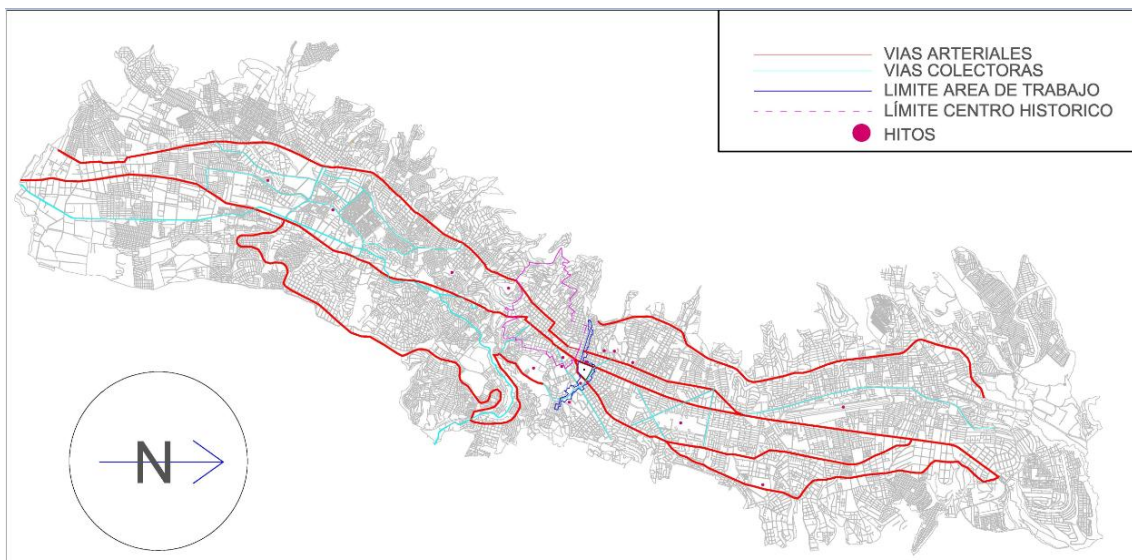 VIAS ARTERIALES
VIAS COLECTORAS
LIMITE AREA DE TRABAJO
LÍMITE CENTRO HISTORICO
HITOS
N